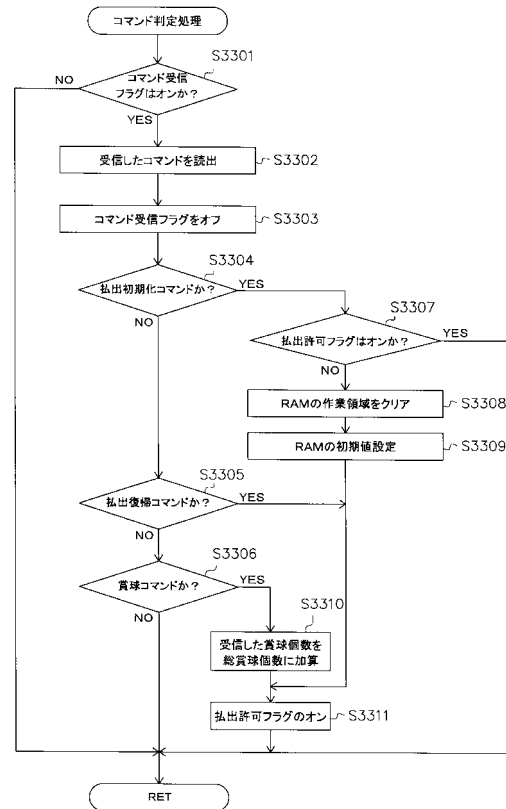 コマンド判定処理
S3301
コマンド受信
フラグはオンか？
NO
YES
受信したコマンドを読出
S3302
コマンド受信フラグをオフ
S3303
S3304
払出初期化コマンドか？
YES
NO
S3307
払出許可フラグはオンか？
YES
NO
RAMの作業領域をクリア
S3308
RAMの初期値設定
S3309
S3305
払出復帰コマンドか？
YES
NO
S3306
賞球コマンドか？
YES
NO
S3310
受信した賞球個数を
総賞球個数に加算
払出許可フラグのオン
S3311
RET